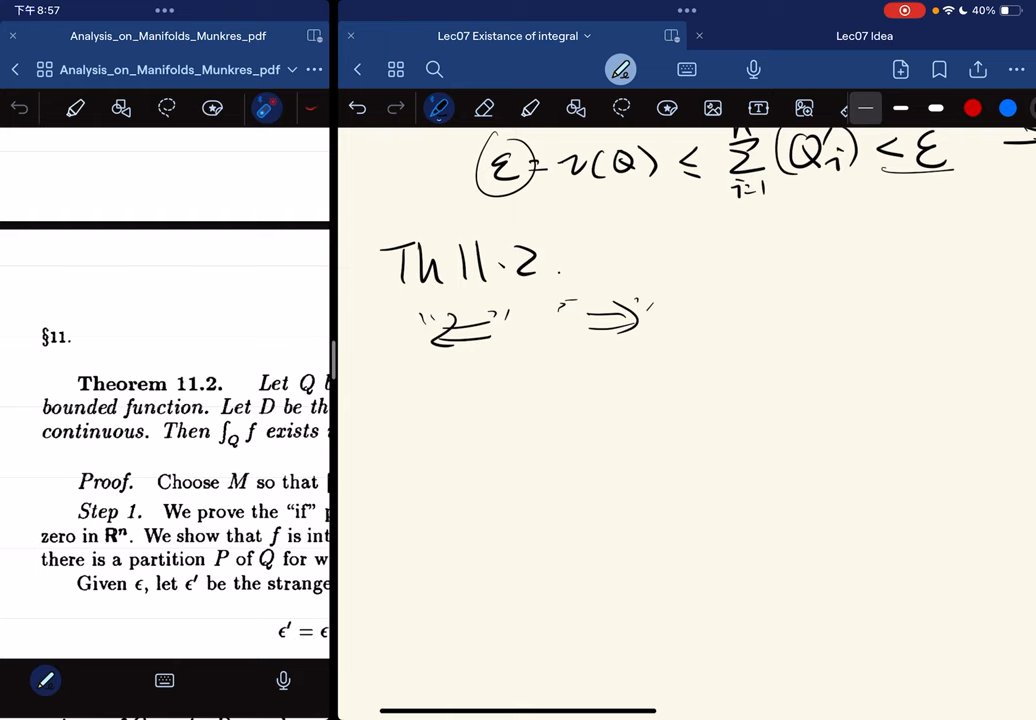 下午8:57
40%
Analysis_on_Manifolds_Munkres_pdf
Lec07 Existance of integral
Lec07 Idea
Analysis_on_Manifolds_Munkres_pdf
ε = v(Q) ≤ Σ i=1 (Q'i) < ε
Th 11.2.
"⇐" "⇒"
§11.
Theorem 11.2. Let Q b
bounded function. Let D be th
continuous. Then ∫Q f exists i
Proof. Choose M so that |
Step 1. We prove the "if" p
zero in Rⁿ. We show that f is int
there is a partition P of Q for w
Given ϵ, let ϵ′ be the strange
ϵ′ = ϵ